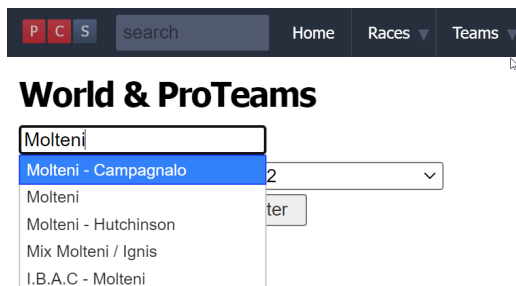 P C S search Home Races Teams
World & ProTeams
Molteni
Molteni - Campagnalo
2
Molteni
ter
Molteni - Hutchinson
Mix Molteni / Ignis
I.B.A.C - Molteni